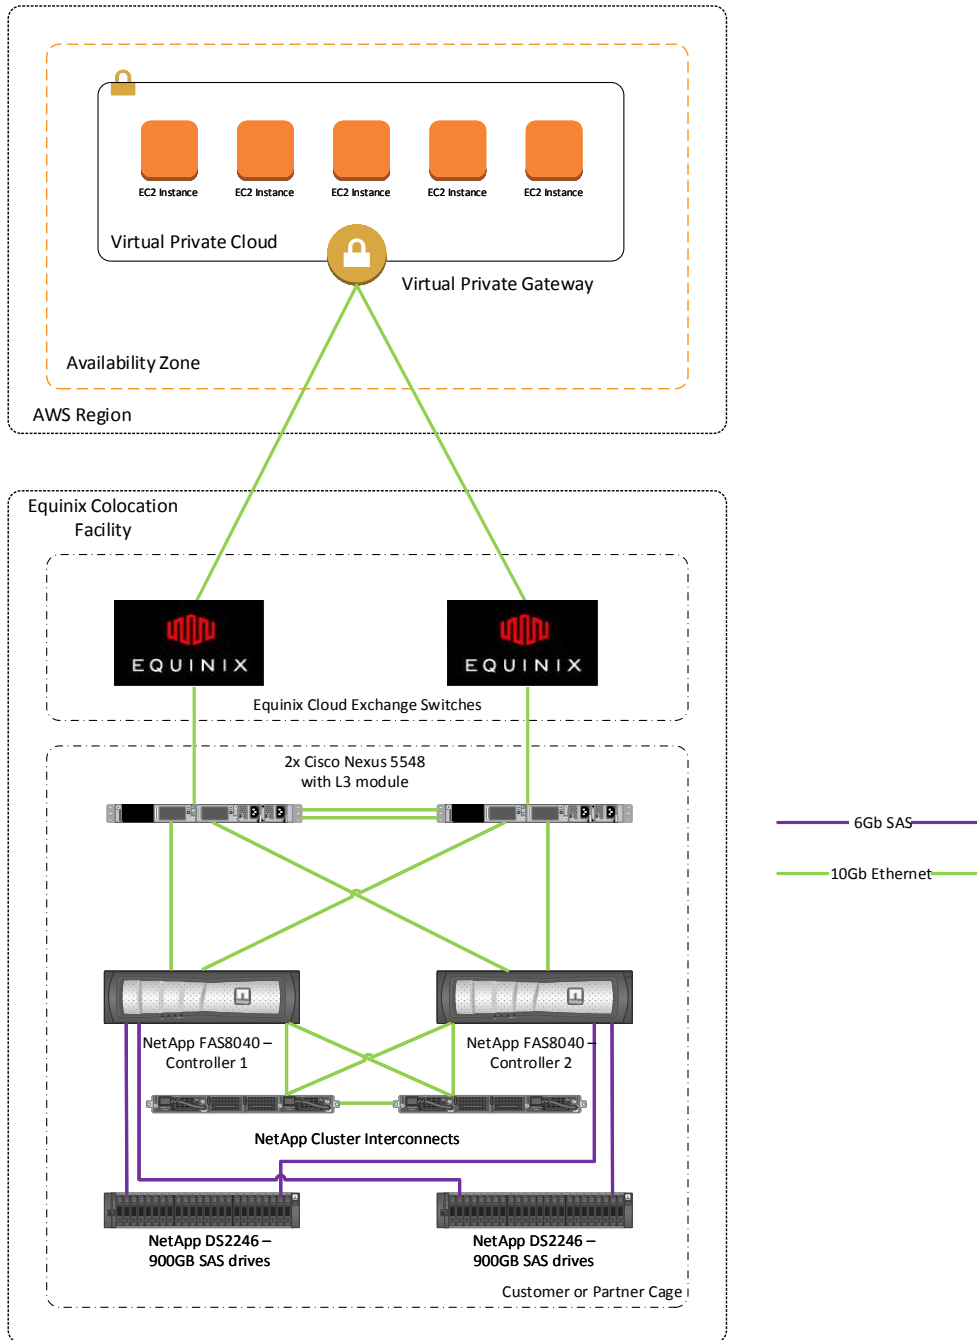 EC2 Instance
EC2 Instance
EC2 Instance
EC2 Instance
EC2 Instance
Virtual Private Cloud
Virtual Private Gateway
Availability Zone
AWS Region
Equinix Colocation
Facility
EQUINIX
EQUINIX
Equinix Cloud Exchange Switches
2x Cisco Nexus 5548
with L3 module
6Gb SAS
10Gb Ethernet
NetApp FAS8040 –
Controller 1
NetApp FAS8040 –
Controller 2
NetApp Cluster Interconnects
NetApp DS2246 –
900GB SAS drives
NetApp DS2246 –
900GB SAS drives
Customer or Partner Cage